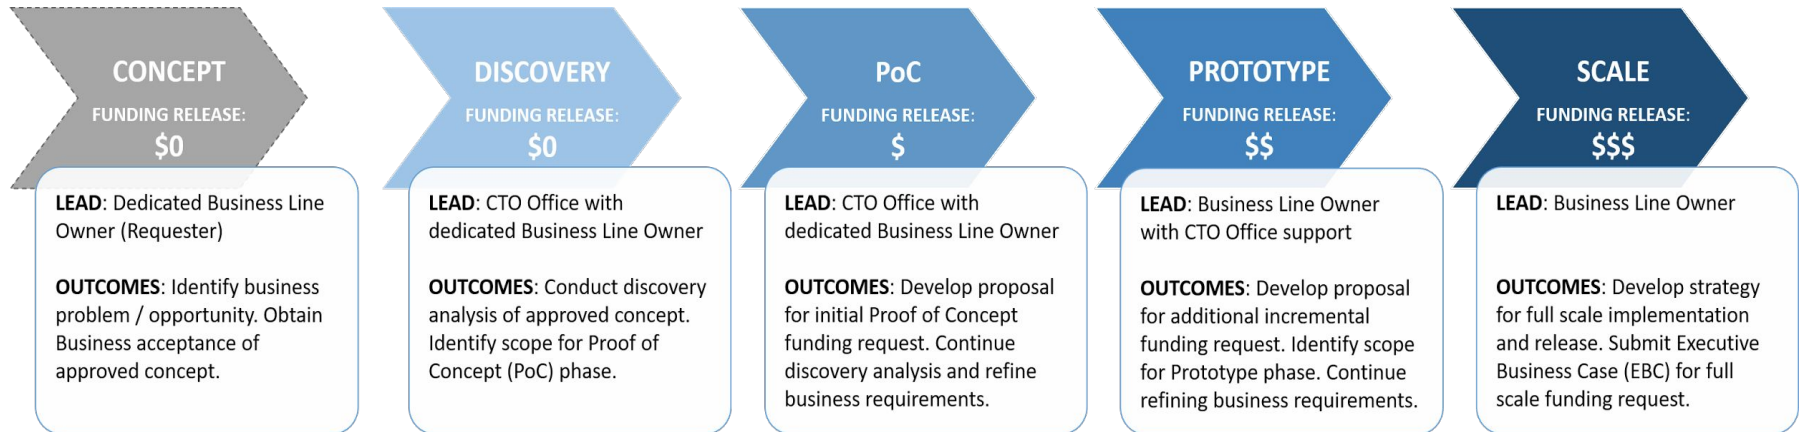 CONCEPT
FUNDING RELEASE:
$0
LEAD: Dedicated Business Line
Owner (Requester)
OUTCOMES: Identify business
problem / opportunity. Obtain
Business acceptance of
approved concept.
DISCOVERY
FUNDING RELEASE:
$0
LEAD: CTO Office with
dedicated Business Line Owner
OUTCOMES: Conduct discovery
analysis of approved concept.
Identify scope for Proof of
Concept (PoC) phase.
PoC
FUNDING RELEASE:
$
LEAD: CTO Office with
dedicated Business Line Owner
OUTCOMES: Develop proposal
for initial Proof of Concept
funding request. Continue
discovery analysis and refine
business requirements.
PROTOTYPE
FUNDING RELEASE:
$$
LEAD: Business Line Owner
with CTO Office support
OUTCOMES: Develop proposal
for additional incremental
funding request. Identify scope
for Prototype phase. Continue
refining business requirements.
SCALE
FUNDING RELEASE:
$$$
LEAD: Business Line Owner
OUTCOMES: Develop strategy
for full scale implementation
and release. Submit Executive
Business Case (EBC) for full
scale funding request.